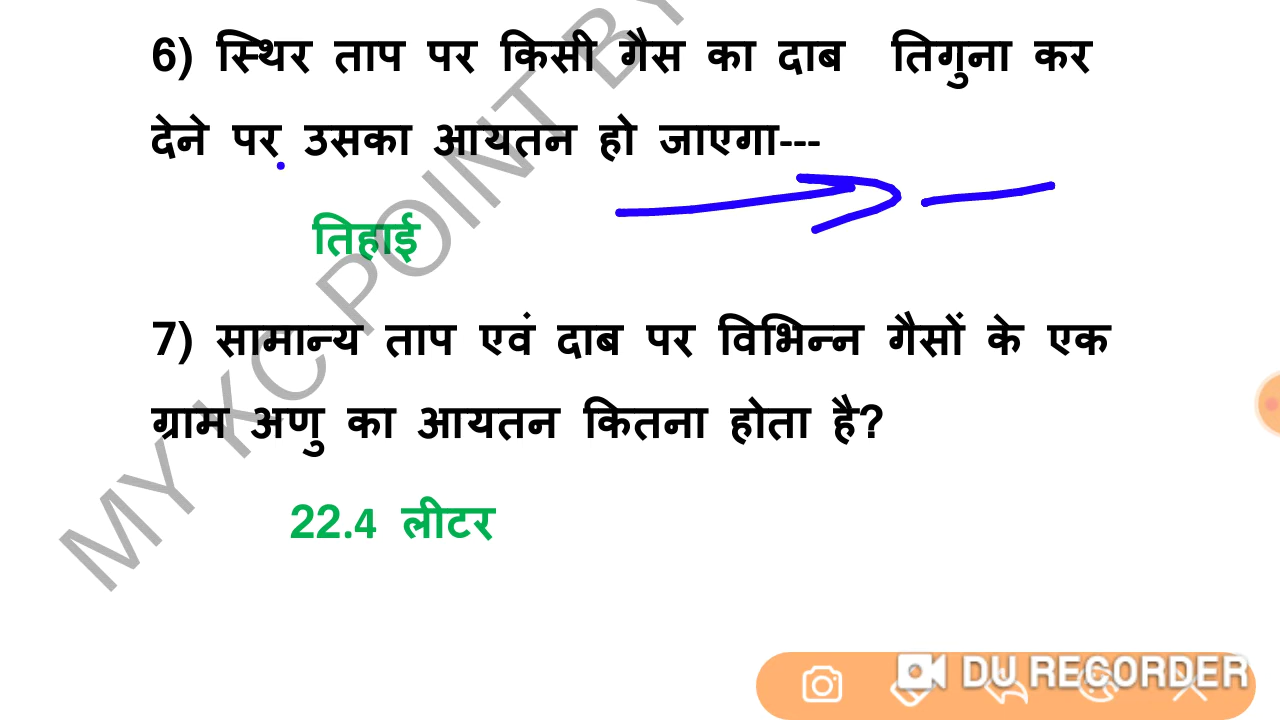 6) स्थिर ताप पर किसी गैस का दाब तिगुना कर
देने पर उसका आयतन हो जाएगा---
तिहाई
7) सामान्य ताप एवं दाब पर विभिन्न गैसों के एक
ग्राम अणु का आयतन कितना होता है?
22.4 लीटर
MY KC POINT BY
DU RECORDER